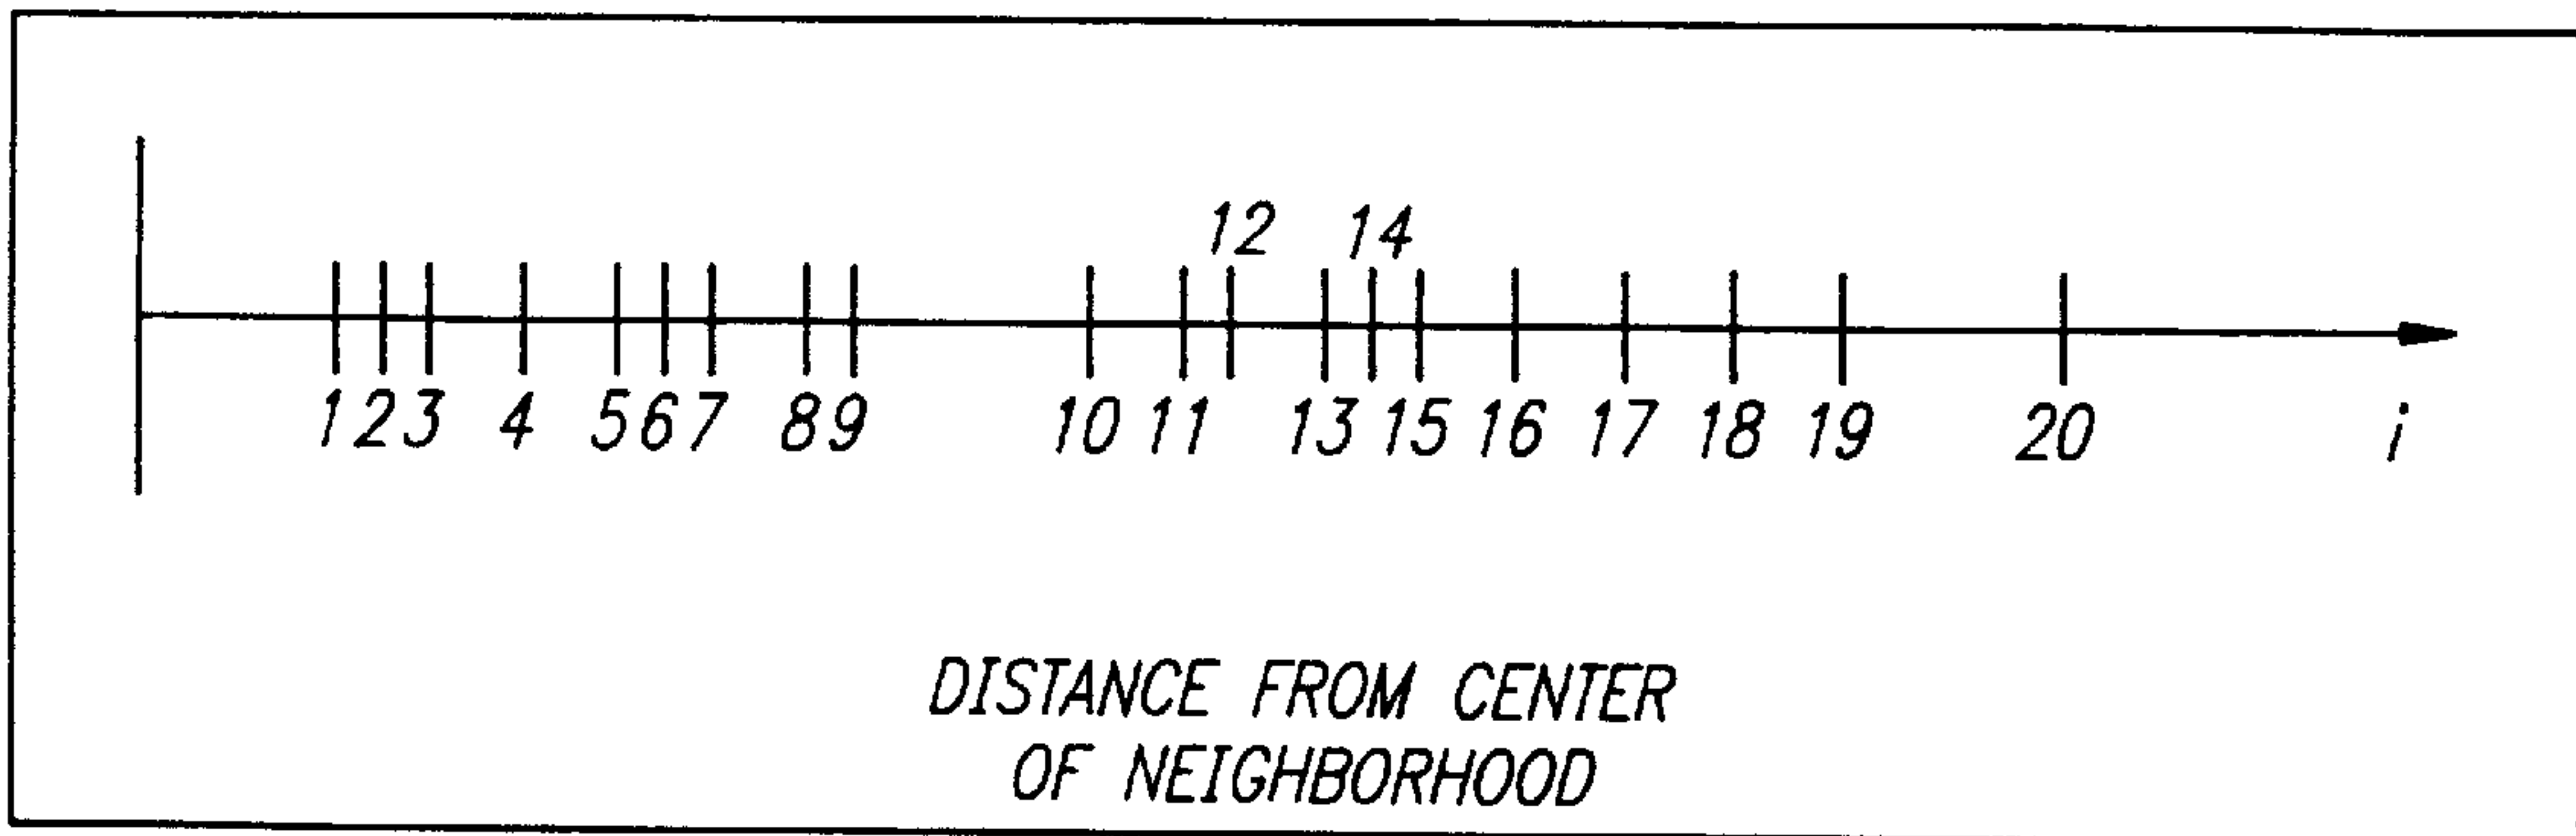 12 14
1 2 3 4 5 6 7 8 9 10 11 13 15 16 17 18 19 20 i
DISTANCE FROM CENTER
OF NEIGHBORHOOD